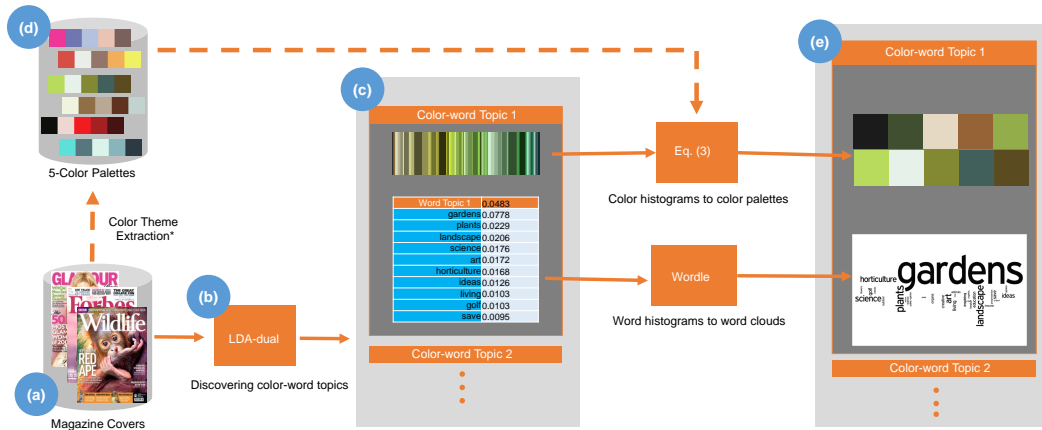 (d)
5-Color Palettes
Color Theme
Extraction*
GLAMOUR
Forbes
Wildlife
RED
APE
(a)
Magazine Covers
(b)
LDA-dual
Discovering color-word topics
(c)
Color-word Topic 1
Word Topic 1 0.0483
gardens 0.0778
plants 0.0229
landscape 0.0206
science 0.0176
art 0.0172
horticulture 0.0168
ideas 0.0126
living 0.0103
golf 0.0103
save 0.0095
Color-word Topic 2
Eq. (3)
Color histograms to color palettes
Wordle
Word histograms to word clouds
(e)
Color-word Topic 1
horticulture
gardens
science
golf
plants
art
living
landscape
ideas
Color-word Topic 2